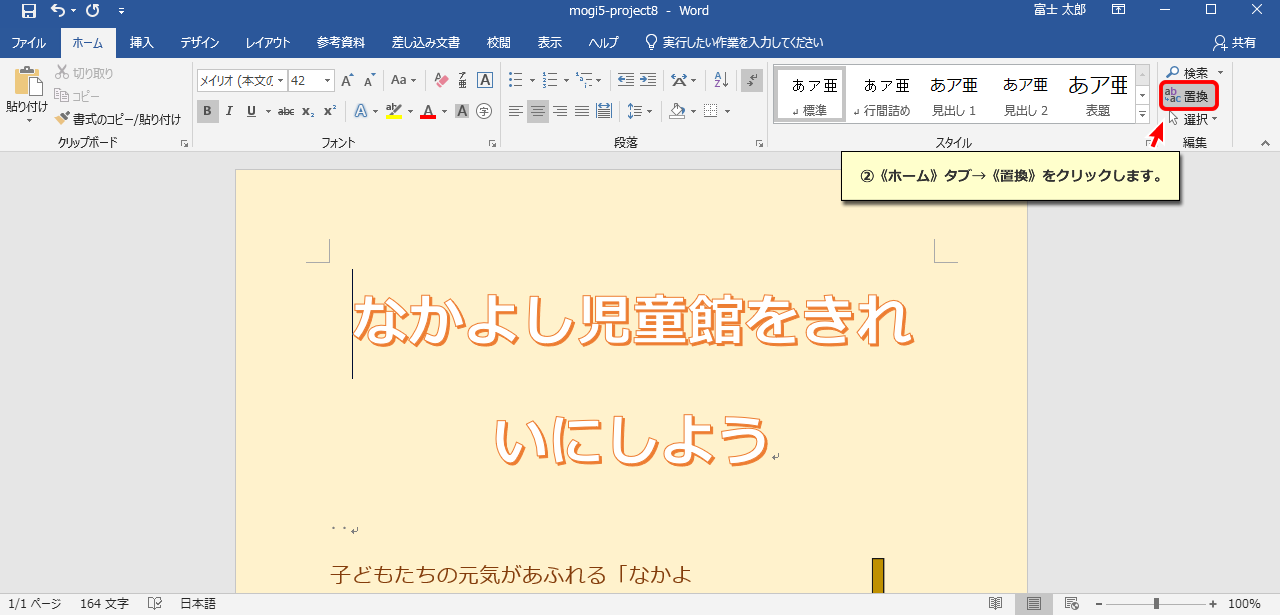 mogi5-project8 - Word
富士 太郎
ファイル ホーム 挿入 デザイン レイアウト 参考資料 差し込み文書 校閲 表示 ヘルプ 実行したい作業を入力してください 共有
貼り付け
切り取り
コピー
書式のコピー/貼り付け
クリップボード
メイリオ (本文の 42
フォント
段落
あア亜 標準
あア亜 行間詰め
あア亜 見出し 1
あア亜 見出し 2
あア亜 表題
スタイル
検索
置換
選択
編集
②《ホーム》タブ→《置換》をクリックします。
なかよし児童館をきれ
いにしよう
子どもたちの元気があふれる「なかよ
1/1 ページ 164 文字 日本語 100%